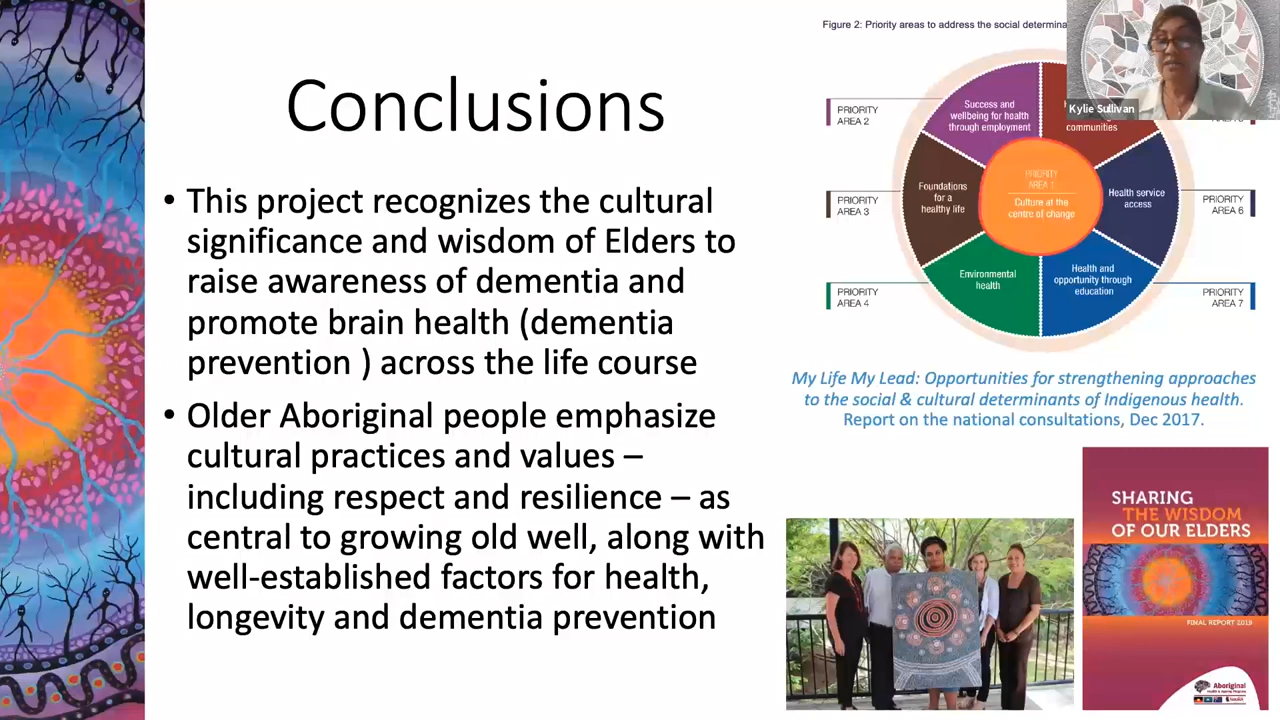 Conclusions
• This project recognizes the cultural
significance and wisdom of Elders to
raise awareness of dementia and
promote brain health (dementia
prevention ) across the life course
• Older Aboriginal people emphasize
cultural practices and values –
including respect and resilience – as
central to growing old well, along with
well-established factors for health,
longevity and dementia prevention
Figure 2: Priority areas to address the social
Kylie Sullivan
PRIORITY
AREA 2
Success and
wellbeing for health
through employment
communities
PRIORITY
AREA 3
Foundations
for a
healthy life
PRIORITY
AREA 1
Culture at the
centre of change
Health service
access
PRIORITY
AREA 6
PRIORITY
AREA 4
Environmental
health
Health and
opportunity through
education
PRIORITY
AREA 7
My Life My Lead: Opportunities for strengthening approaches
to the social & cultural determinants of Indigenous health.
Report on the national consultations, Dec 2017.
SHARING
THE WISDOM
OF OUR ELDERS
FINAL REPORT 2019
Aboriginal